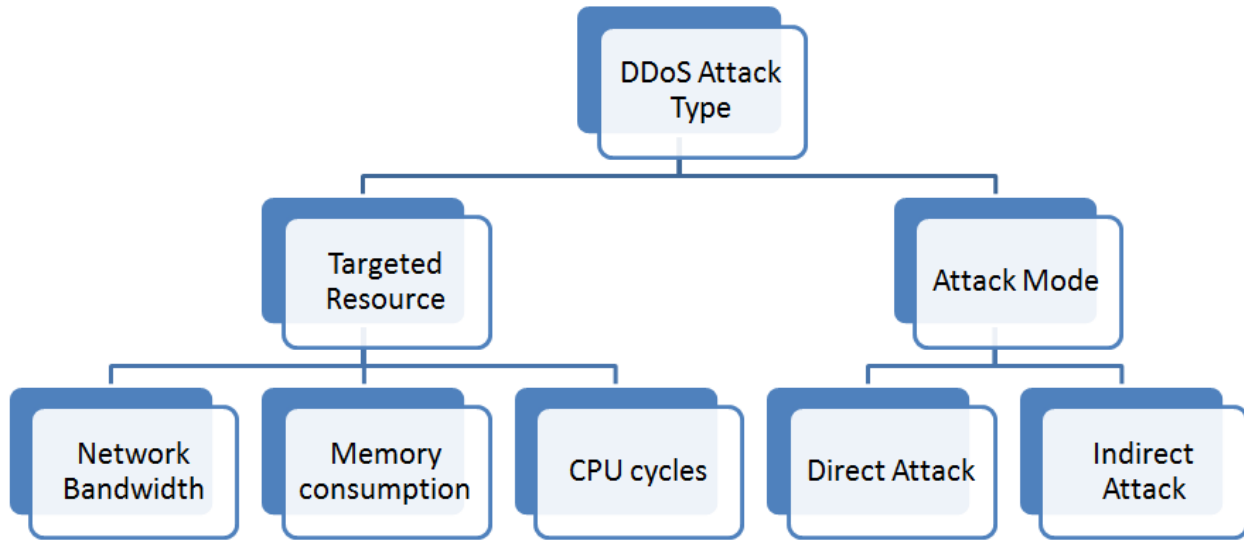 DDoS Attack
Type
Targeted
Resource
Attack Mode
Network
Bandwidth
Memory
consumption
CPU cycles
Direct Attack
Indirect
Attack